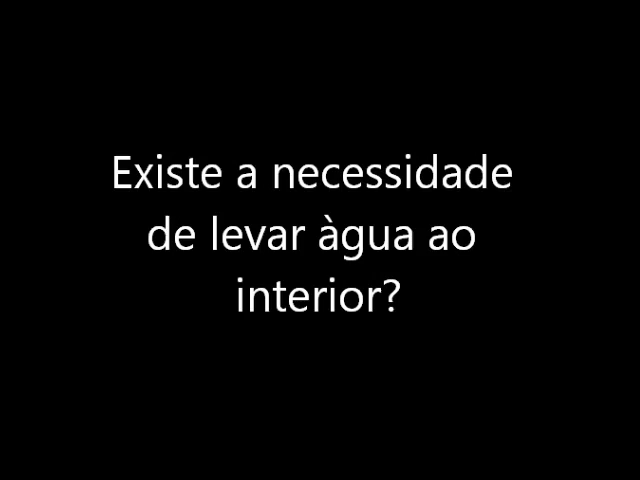 Existe a necessidade
de levar àgua ao
interior?